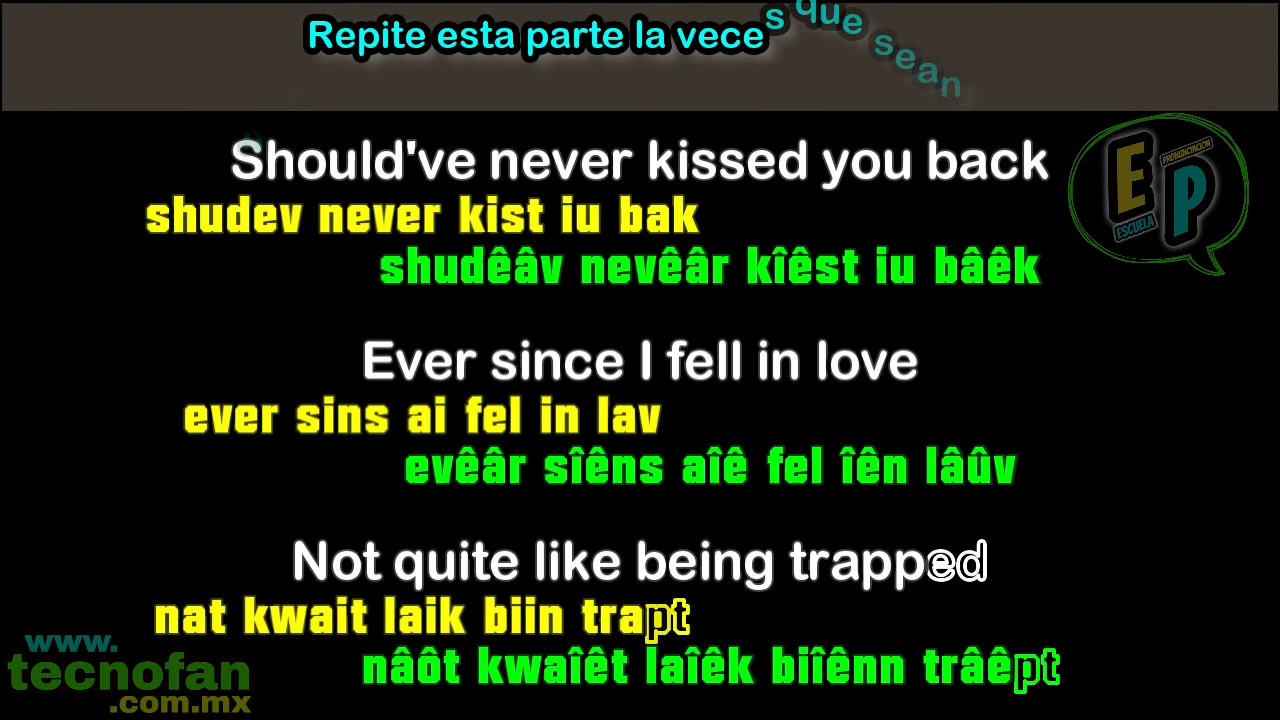 Repite esta parte la veces que sean
Should've never kissed you back
shudev never kist iu bak
shudêâv nevêâr kîêst iu bâêk
E
PRONUNCIACION
ESCUELA
P
Ever since I fell in love
ever sins ai fel in lav
evêâr sîêns aîê fel îên lâûv
Not quite like being trapped
nat kwait laik biin trapt
nâôt kwaîêt laîêk biîênn trâêpt
www.
tecnofan
.com.mx